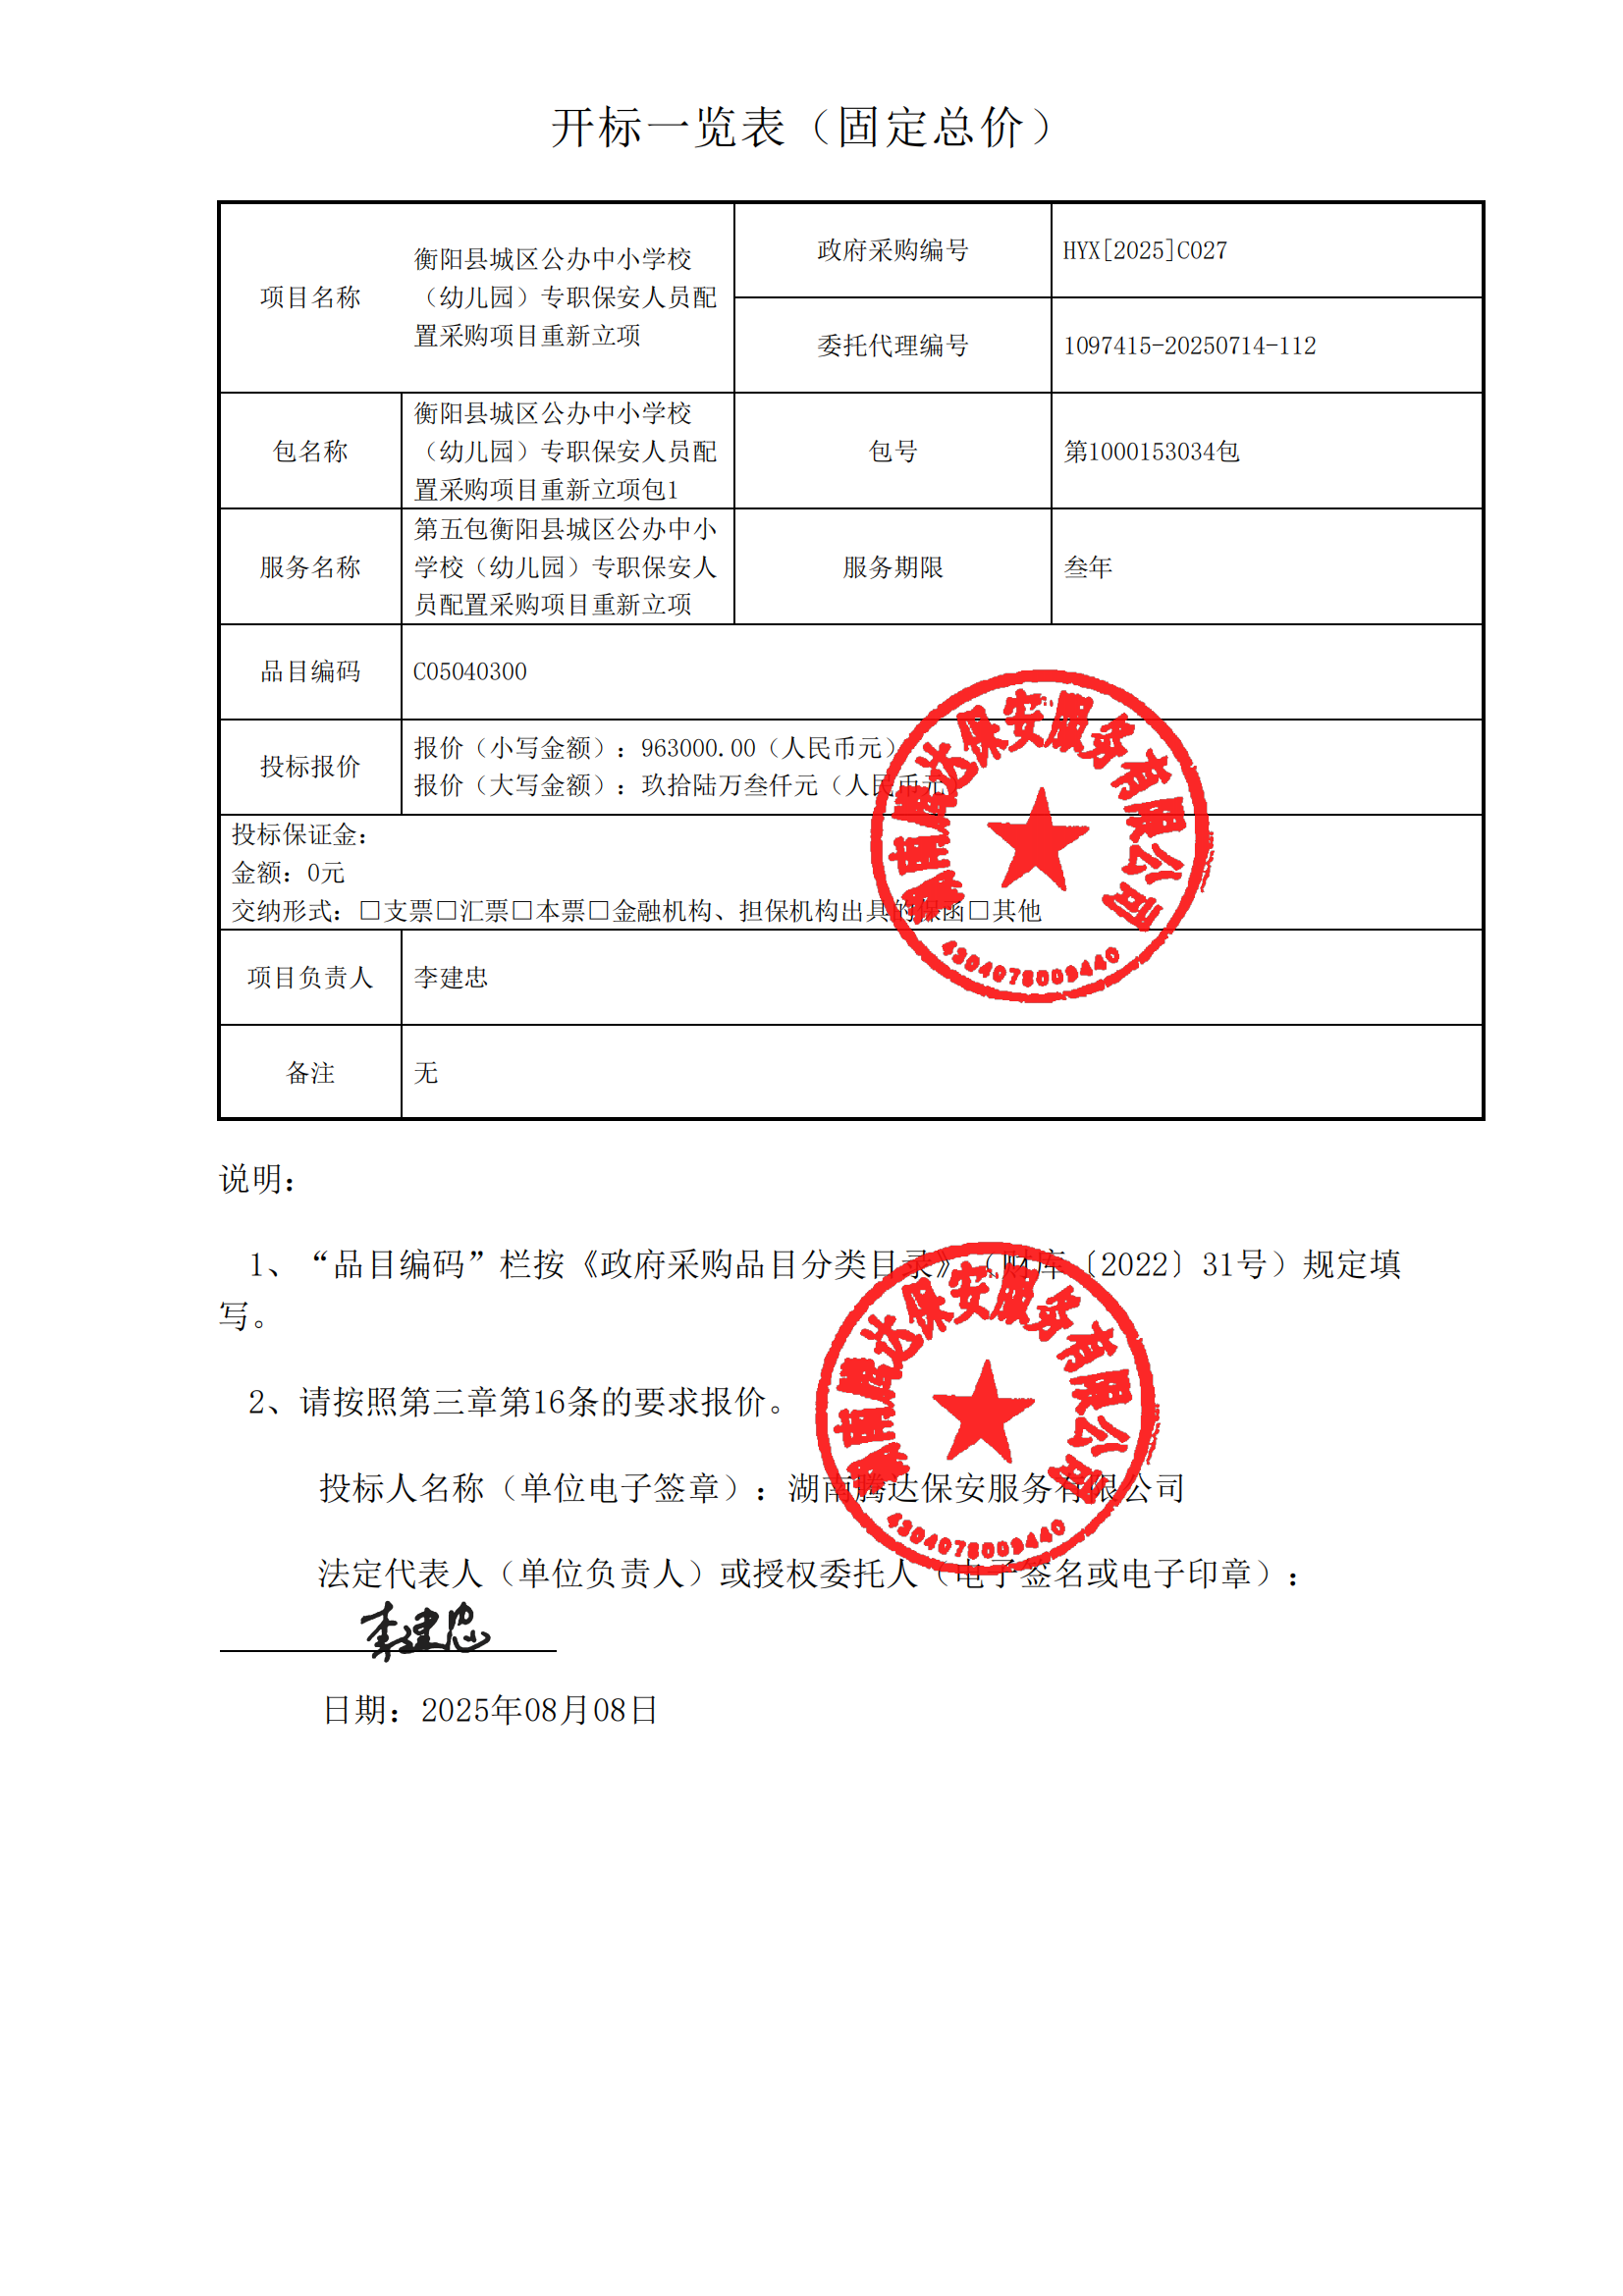 开标一览表（固定总价）
项目名称
衡阳县城区公办中小学校
（幼儿园）专职保安人员配
置采购项目重新立项
政府采购编号
HYX[2025]C027
委托代理编号
1097415-20250714-112
包名称
衡阳县城区公办中小学校
（幼儿园）专职保安人员配
置采购项目重新立项包1
包号
第1000153034包
服务名称
第五包衡阳县城区公办中小
学校（幼儿园）专职保安人
员配置采购项目重新立项
服务期限
叁年
品目编码
C05040300
投标报价
报价（小写金额）：963000.00（人民币元）
报价（大写金额）：玖拾陆万叁仟元（人民币元）
投标保证金：
金额：0元
交纳形式：□支票□汇票□本票□金融机构、担保机构出具的保函□其他
项目负责人
李建忠
备注
无
湖南腾达保安服务有限公司
4304078009440
说明：
1、“品目编码”栏按《政府采购品目分类目录》（财库〔2022〕31号）规定填
写。
2、请按照第三章第16条的要求报价。
投标人名称（单位电子签章）：湖南腾达保安服务有限公司
法定代表人（单位负责人）或授权委托人（电子签名或电子印章）：
李建忠
湖南腾达保安服务有限公司
4304078009440
日期：2025年08月08日